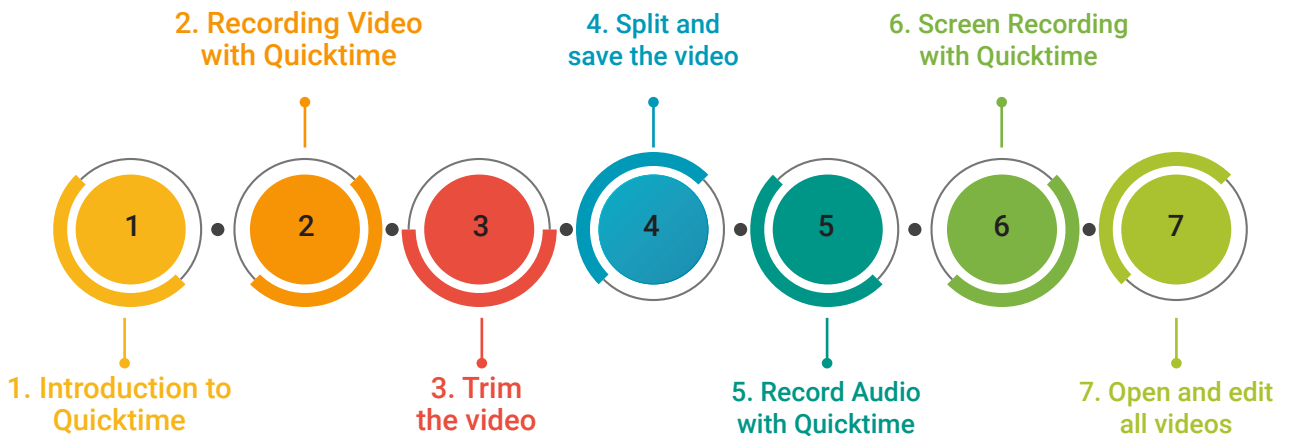 2. Recording Video
with Quicktime
4. Split and
save the video
6. Screen Recording
with Quicktime
1
2
3
4
5
6
7
1. Introduction to
Quicktime
3. Trim
the video
5. Record Audio
with Quicktime
7. Open and edit
all videos